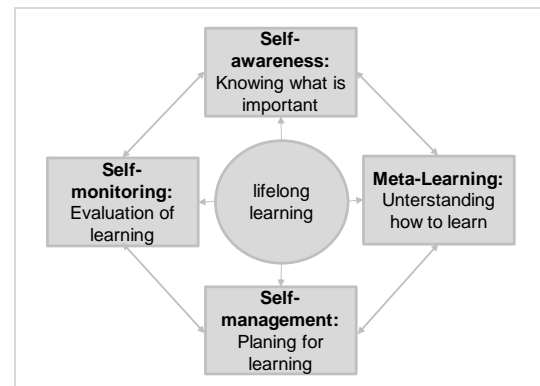 Self-
awareness:
Knowing what is
important
Self-
monitoring:
Evaluation of
learning
lifelong
learning
Meta-Learning:
Unterstanding
how to learn
Self-
management:
Planing for
learning